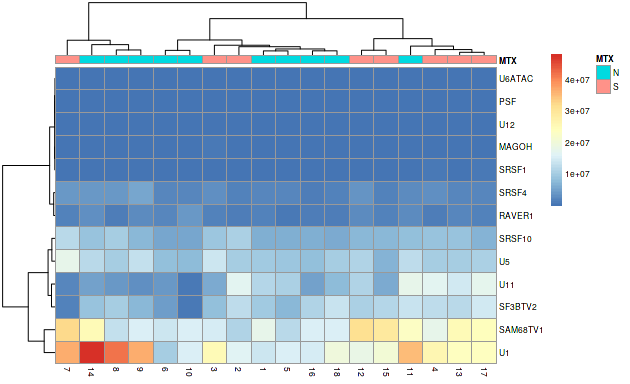 MTX
U6ATAC
PSF
U12
MAGOH
SRSF1
SRSF4
RAVER1
SRSF10
U5
U11
SF3BTV2
SAM68TV1
U1
7 14 8 9 6 10 3 2 1 5 16 18 12 15 11 4 13 17
4e+07
3e+07
2e+07
1e+07
MTX
N
S